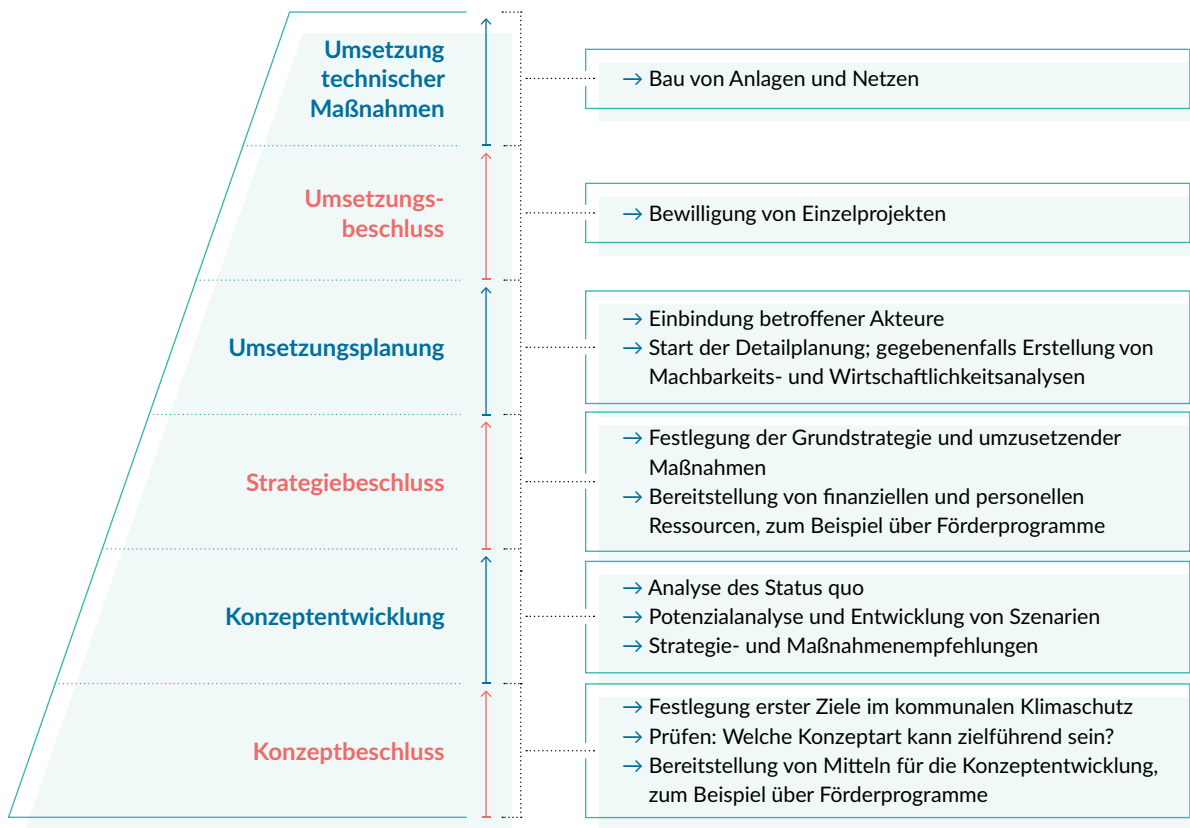 Umsetzung
technischer
Maßnahmen
→ Bau von Anlagen und Netzen
Umsetzungs-
beschluss
→ Bewilligung von Einzelprojekten
Umsetzungsplanung
→ Einbindung betroffener Akteure
→ Start der Detailplanung; gegebenenfalls Erstellung von
Machbarkeits- und Wirtschaftlichkeitsanalysen
Strategiebeschluss
→ Festlegung der Grundstrategie und umzusetzender
Maßnahmen
→ Bereitstellung von finanziellen und personellen
Ressourcen, zum Beispiel über Förderprogramme
Konzeptentwicklung
→ Analyse des Status quo
→ Potenzialanalyse und Entwicklung von Szenarien
→ Strategie- und Maßnahmenempfehlungen
Konzeptbeschluss
→ Festlegung erster Ziele im kommunalen Klimaschutz
→ Prüfen: Welche Konzeptart kann zielführend sein?
→ Bereitstellung von Mitteln für die Konzeptentwicklung,
zum Beispiel über Förderprogramme